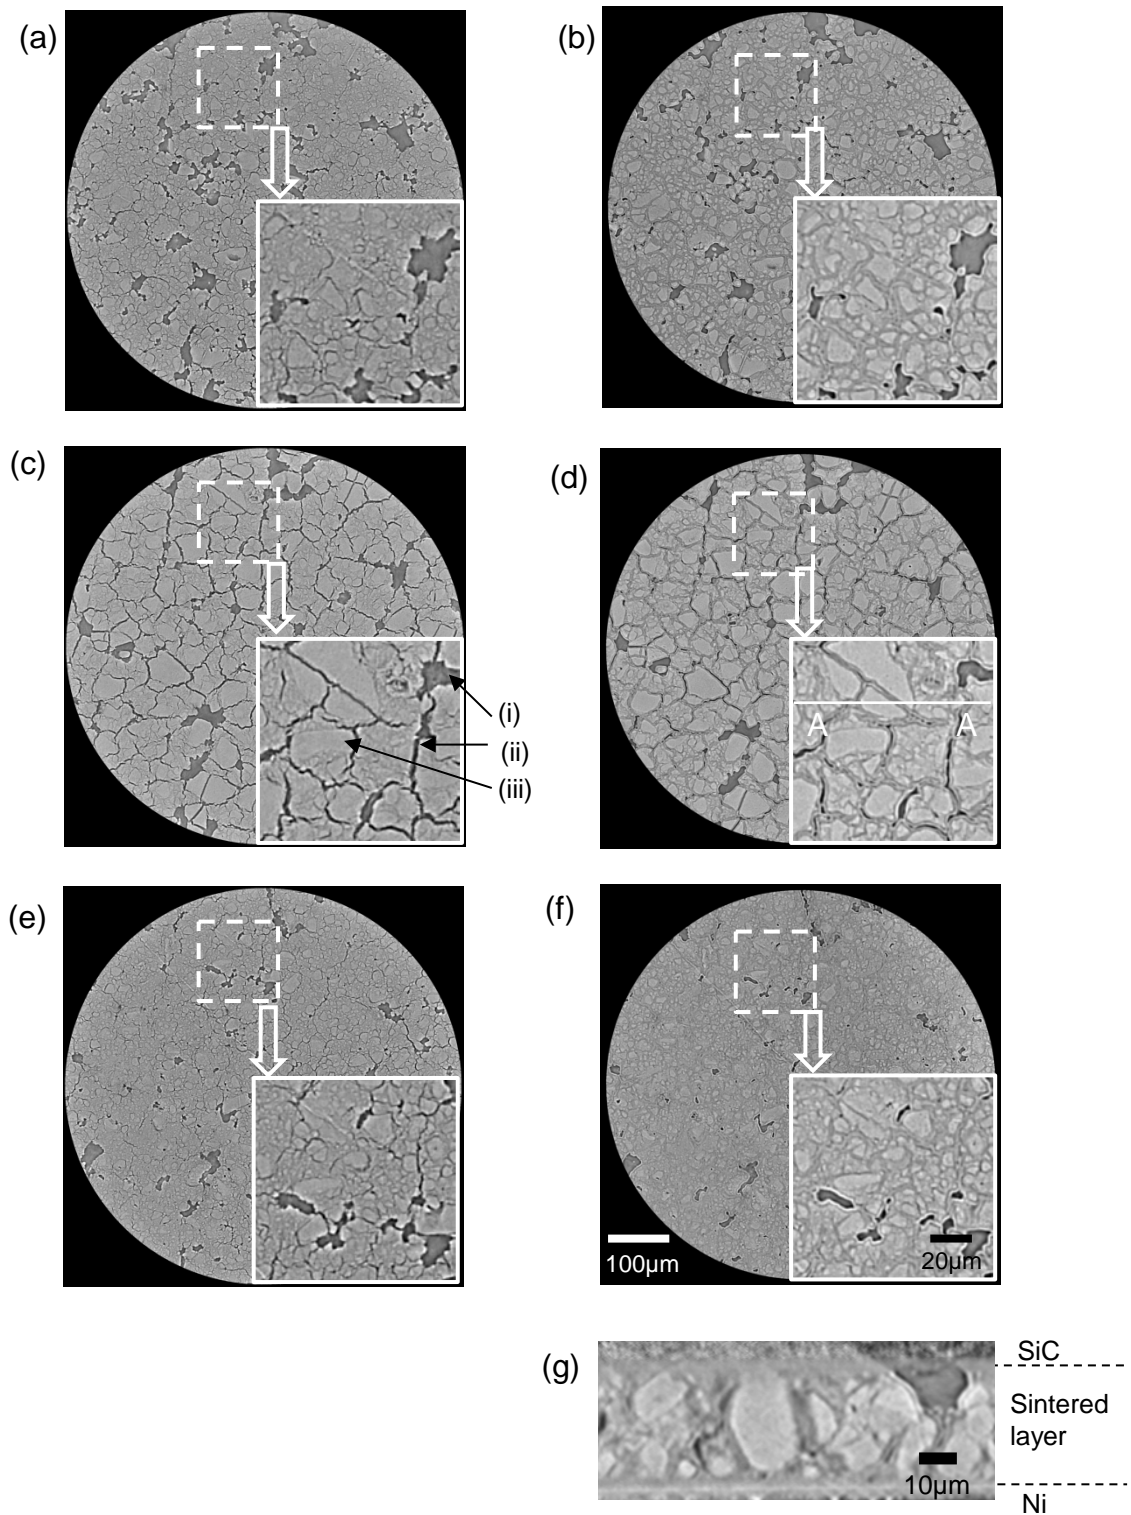 (a)
(b)
(c)
(i)
(ii)
(iii)
(d)
A A
(e)
(f)
100μm
20μm
(g)
SiC
Sintered
layer
10μm
Ni